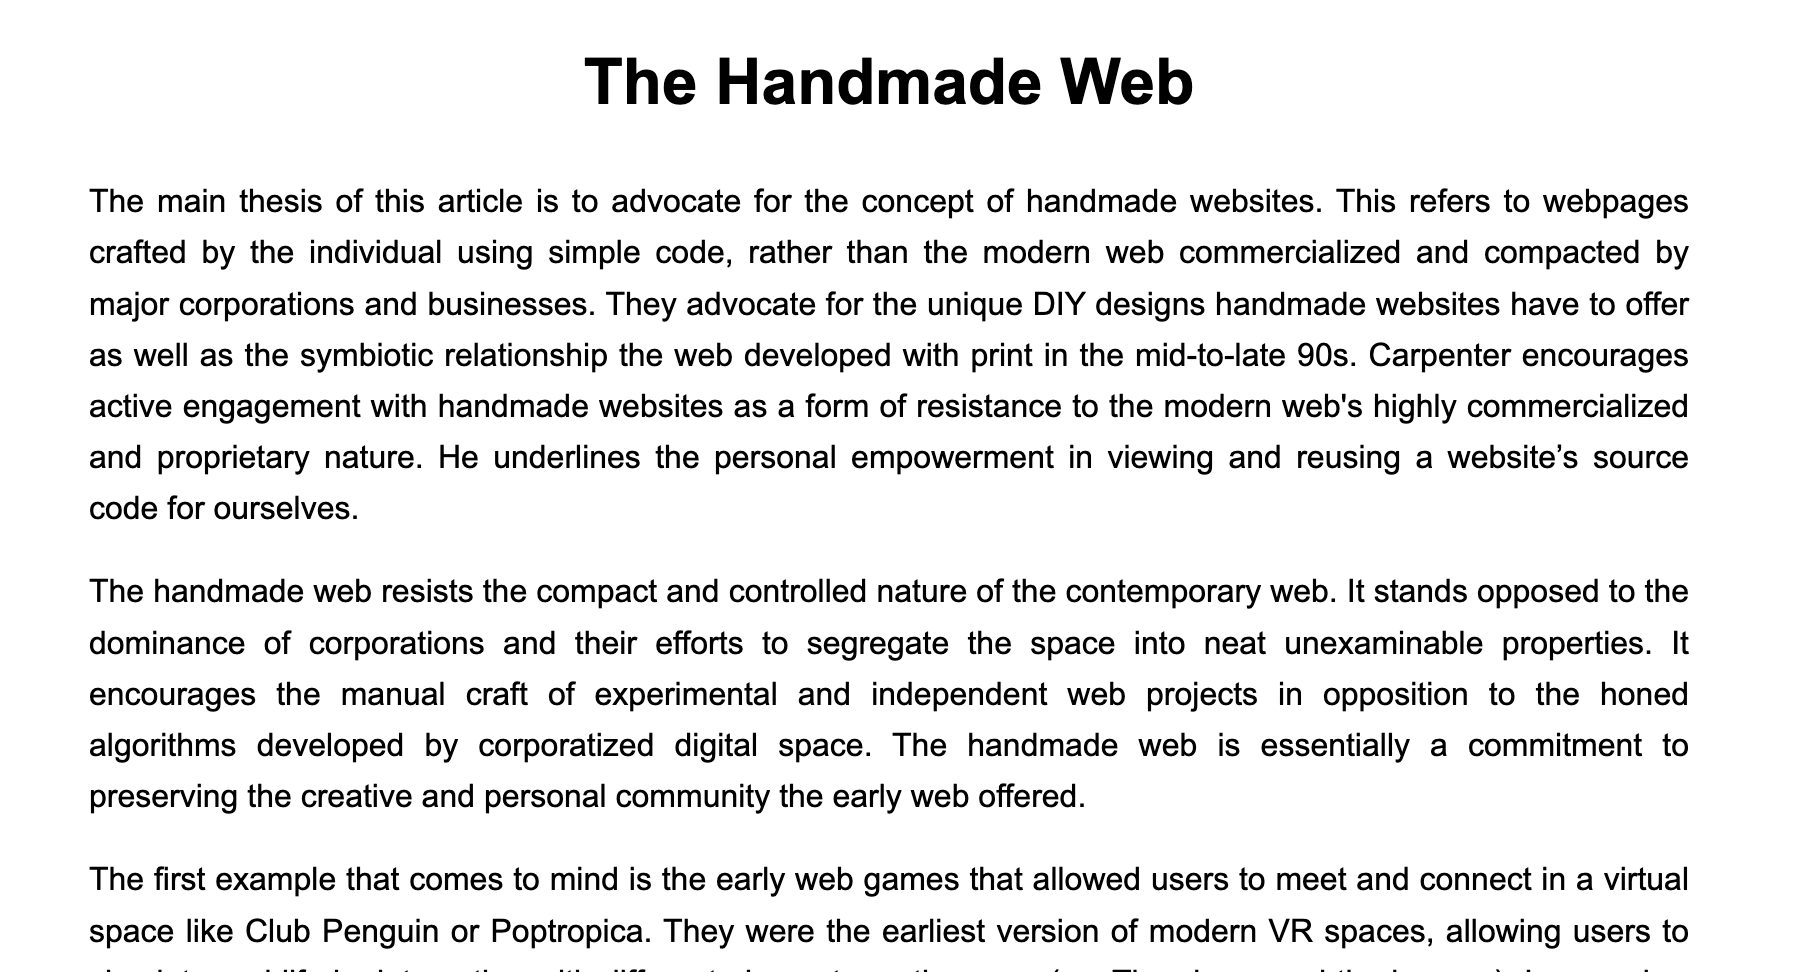 The Handmade Web
The main thesis of this article is to advocate for the concept of handmade websites. This refers to webpages
crafted by the individual using simple code, rather than the modern web commercialized and compacted by
major corporations and businesses. They advocate for the unique DIY designs handmade websites have to offer
as well as the symbiotic relationship the web developed with print in the mid-to-late 90s. Carpenter encourages
active engagement with handmade websites as a form of resistance to the modern web's highly commercialized
and proprietary nature. He underlines the personal empowerment in viewing and reusing a website’s source
code for ourselves.
The handmade web resists the compact and controlled nature of the contemporary web. It stands opposed to the
dominance of corporations and their efforts to segregate the space into neat unexaminable properties. It
encourages the manual craft of experimental and independent web projects in opposition to the honed
algorithms developed by corporatized digital space. The handmade web is essentially a commitment to
preserving the creative and personal community the early web offered.
The first example that comes to mind is the early web games that allowed users to meet and connect in a virtual
space like Club Penguin or Poptropica. They were the earliest version of modern VR spaces, allowing users to